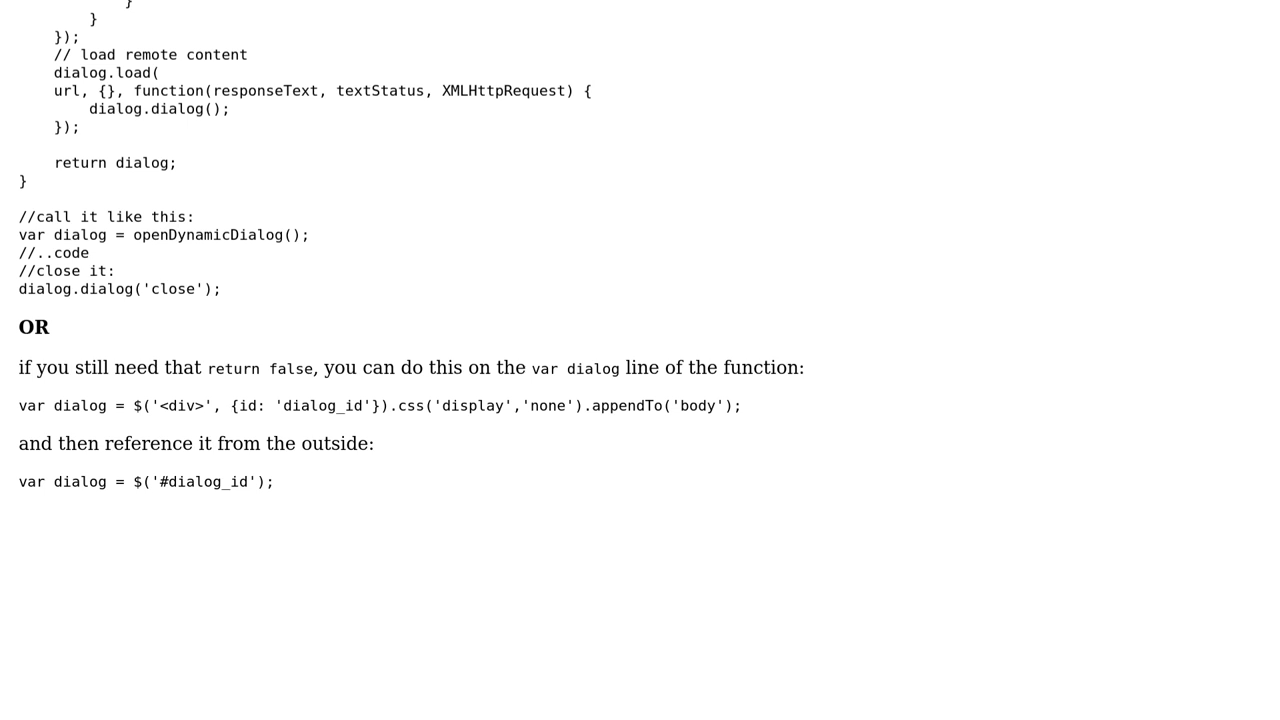 }
        }
    });
    // load remote content
    dialog.load(
    url, {}, function(responseText, textStatus, XMLHttpRequest) {
        dialog.dialog();
    });

    return dialog;
}

//call it like this:
var dialog = openDynamicDialog();
//..code
//close it:
dialog.dialog('close');
OR
if you still need that return false, you can do this on the var dialog line of the function:
var dialog = $('<div>', {id: 'dialog_id'}).css('display','none').appendTo('body');
and then reference it from the outside:
var dialog = $('#dialog_id');